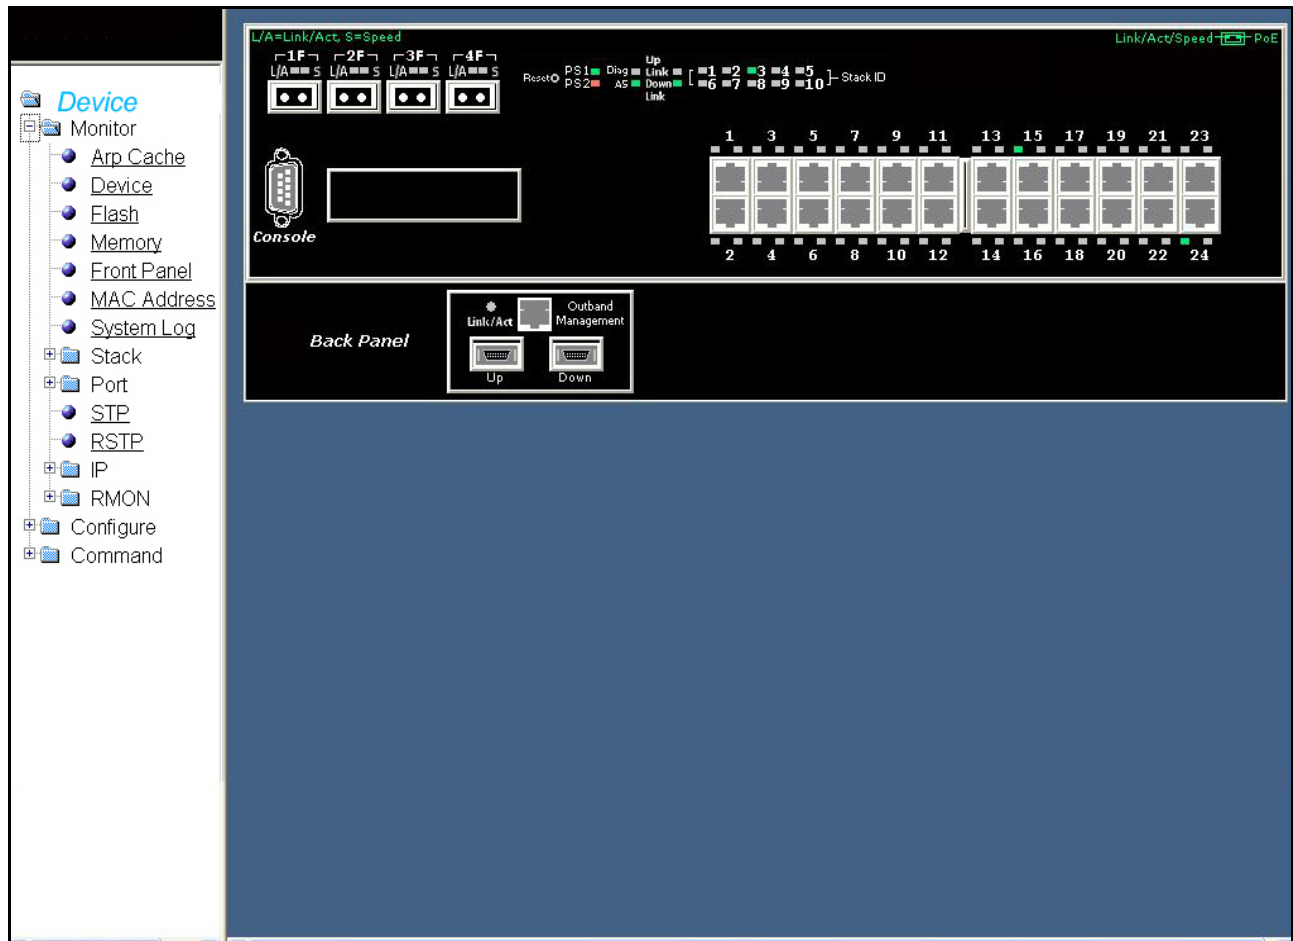 Device
Monitor
Arp Cache
Device
Flash
Memory
Front Panel
MAC Address
System Log
Stack
Port
STP
RSTP
IP
RMON
Configure
Command
L/A=Link/Act, S=Speed
Link/Act/Speed PoE
1F 2F 3F 4F
L/A S L/A S L/A S L/A S
Reset PS1 Diag Up Link 1 2 3 4 5 Stack ID
PS2 AS Down Link 6 7 8 9 10
1 3 5 7 9 11 13 15 17 19 21 23
Console
2 4 6 8 10 12 14 16 18 20 22 24
Back Panel
Link/Act
Outband
Management
Up Down